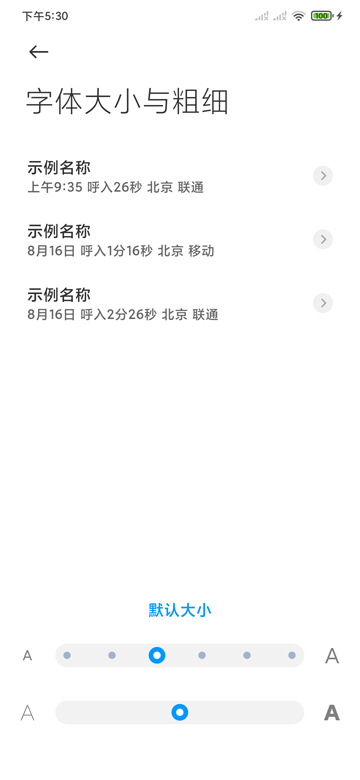 下午5:30
100
字体大小与粗细
示例名称
上午9:35 呼入26秒 北京 联通
示例名称
8月16日 呼入1分16秒 北京 移动
示例名称
8月16日 呼入2分26秒 北京 联通
默认大小
A A
A A